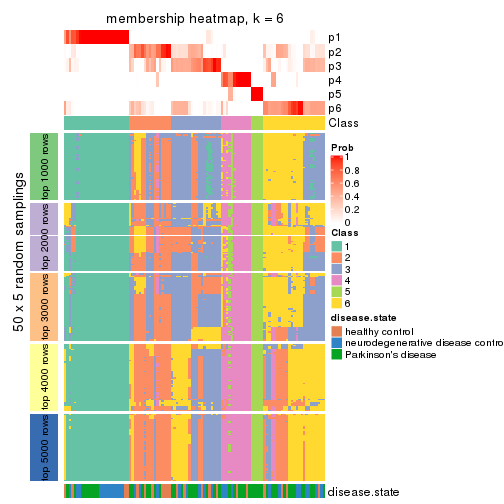 membership heatmap, k = 6
p1
p2
p3
p4
p5
p6
Class
50 x 5 random samplings
top 1000 rows
top 2000 rows
top 3000 rows
top 4000 rows
top 5000 rows
Prob
1
0.8
0.6
0.4
0.2
0
Class
1
2
3
4
5
6
disease.state
healthy control
neurodegenerative disease contro
Parkinson's disease
disease.state